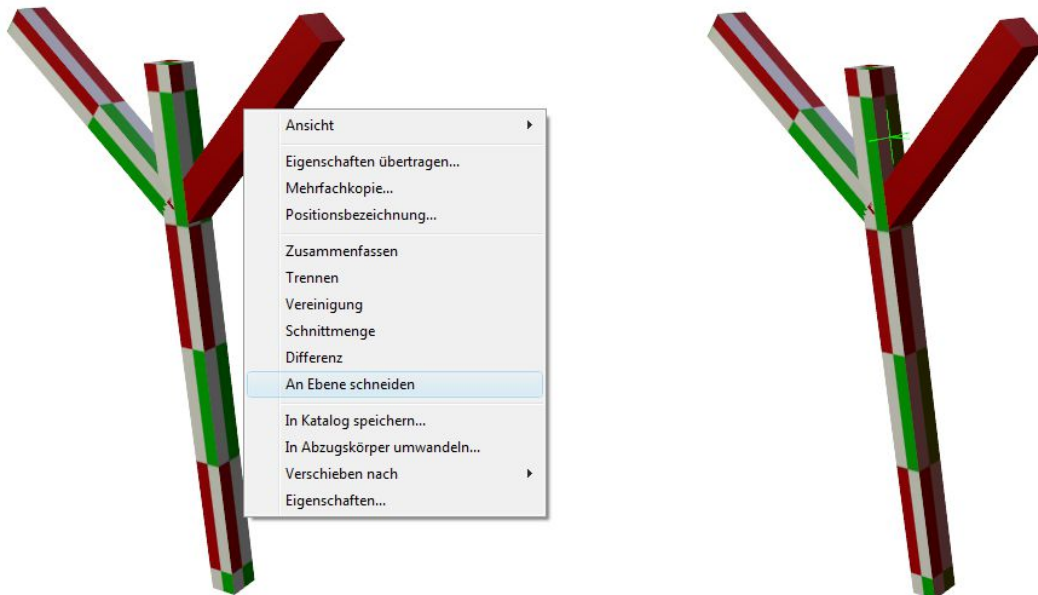 Ansicht
Eigenschaften übertragen...
Mehrfachkopie...
Positionsbezeichnung...
Zusammenfassen
Trennen
Vereinigung
Schnittmenge
Differenz
An Ebene schneiden
In Katalog speichern...
In Abzugskörper umwandeln...
Verschieben nach
Eigenschaften...